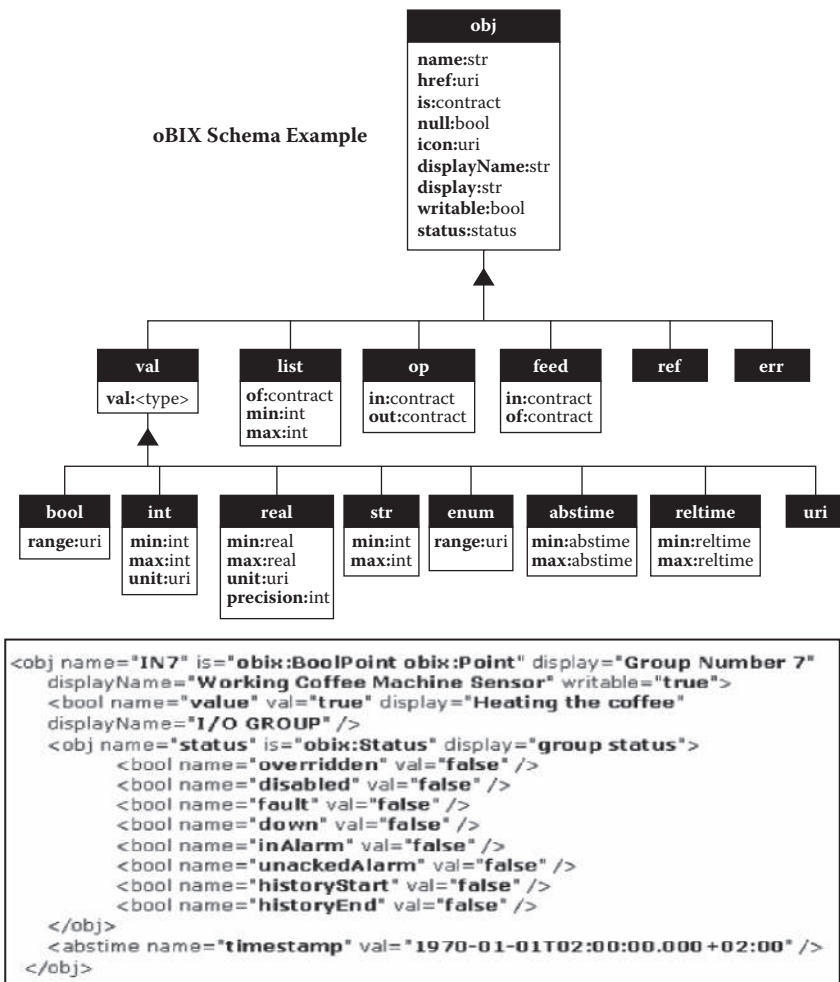 obj
name:str
href:uri
is:contract
null:bool
icon:uri
displayName:str
display:str
writable:bool
status:status
oBIX Schema Example
val
val:<type>
list
of:contract
min:int
max:int
op
in:contract
out:contract
feed
in:contract
of:contract
ref
err
bool
range:uri
int
min:int
max:int
unit:uri
real
min:real
max:real
unit:uri
precision:int
str
min:int
max:int
enum
range:uri
abstime
min:abstime
max:abstime
reltime
min:reltime
max:reltime
uri
<obj name="IN7" is="obix:BoolPoint obix:Point" display="Group Number 7"
displayName="Working Coffee Machine Sensor" writable="true">
<bool name="value" val="true" display="Heating the coffee"
displayName="I/O GROUP" />
<obj name="status" is="obix:Status" display="group status">
<bool name="overridden" val="false" />
<bool name="disabled" val="false" />
<bool name="fault" val="false" />
<bool name="down" val="false" />
<bool name="inAlarm" val="false" />
<bool name="unackedAlarm" val="false" />
<bool name="historyStart" val="false" />
<bool name="historyEnd" val="false" />
</obj>
<abstime name="timestamp" val="1970-01-01T02:00:00.000+02:00" />
</obj>